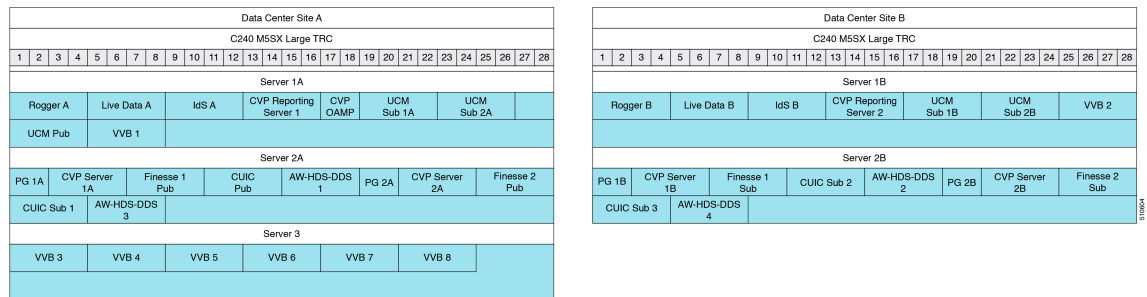 Data Center Site A
C240 M5SX Large TRC
1 2 3 4 5 6 7 8 9 10 11 12 13 14 15 16 17 18 19 20 21 22 23 24 25 26 27 28
Server 1A
Rogger A Live Data A IdS A CVP Reporting Server 1 CVP OAMP UCM Sub 1A UCM Sub 2A
UCM Pub VVB 1
Server 2A
PG 1A CVP Server 1A Finesse 1 Pub CUIC Pub AW-HDS-DDS 1 PG 2A CVP Server 2A Finesse 2 Pub
CUIC Sub 1 AW-HDS-DDS 3
Server 3
VVB 3 VVB 4 VVB 5 VVB 6 VVB 7 VVB 8
Data Center Site B
C240 M5SX Large TRC
1 2 3 4 5 6 7 8 9 10 11 12 13 14 15 16 17 18 19 20 21 22 23 24 25 26 27 28
Server 1B
Rogger B Live Data B IdS B CVP Reporting Server 2 UCM Sub 1B UCM Sub 2B VVB 2
Server 2B
PG 1B CVP Server 1B Finesse 1 Sub CUIC Sub 2 AW-HDS-DDS 2 PG 2B CVP Server 2B Finesse 2 Sub
CUIC Sub 3 AW-HDS-DDS 4
510604